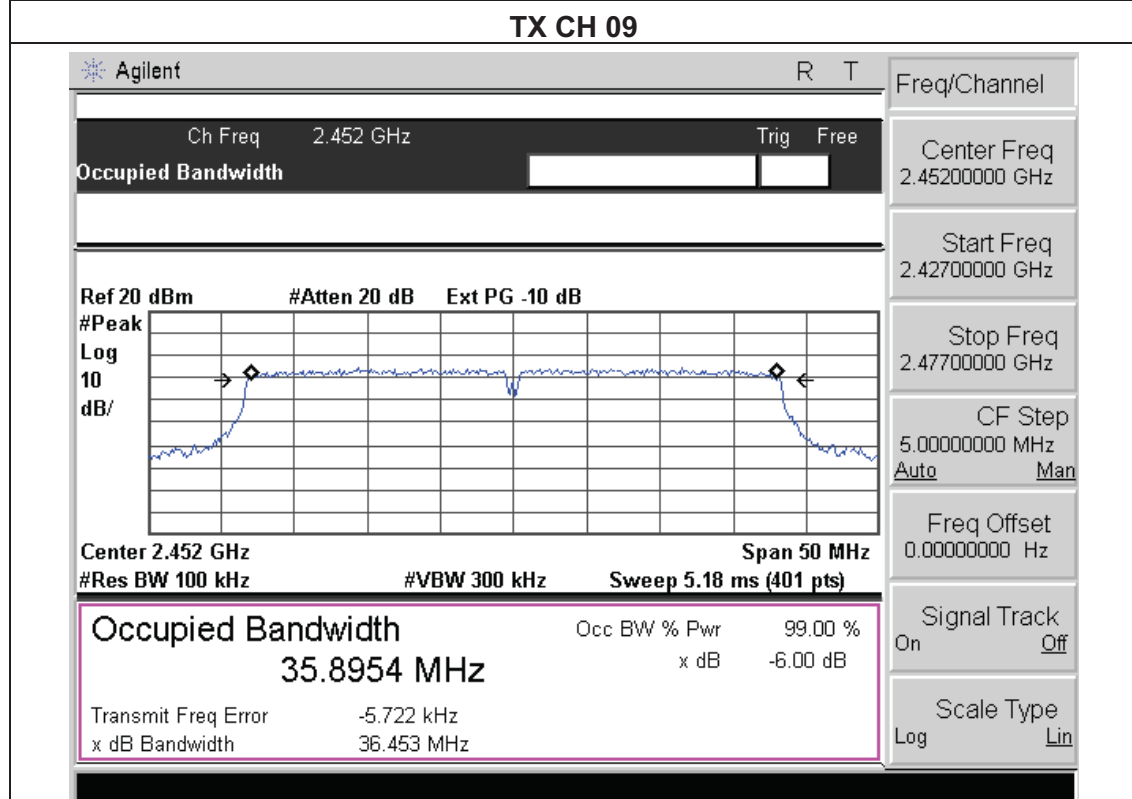 TX CH 09
Agilent R T
Ch Freq 2.452 GHz Trig Free
Occupied Bandwidth
Ref 20 dBm #Atten 20 dB Ext PG -10 dB
#Peak
Log
10
dB/
Center 2.452 GHz Span 50 MHz
#Res BW 100 kHz #VBW 300 kHz Sweep 5.18 ms (401 pts)
Occupied Bandwidth
35.8954 MHz
Occ BW % Pwr 99.00 %
x dB -6.00 dB
Transmit Freq Error -5.722 kHz
x dB Bandwidth 36.453 MHz
Freq/Channel
Center Freq
2.45200000 GHz
Start Freq
2.42700000 GHz
Stop Freq
2.47700000 GHz
CF Step
5.00000000 MHz
Auto Man
Freq Offset
0.00000000 Hz
Signal Track
On Off
Scale Type
Log Lin